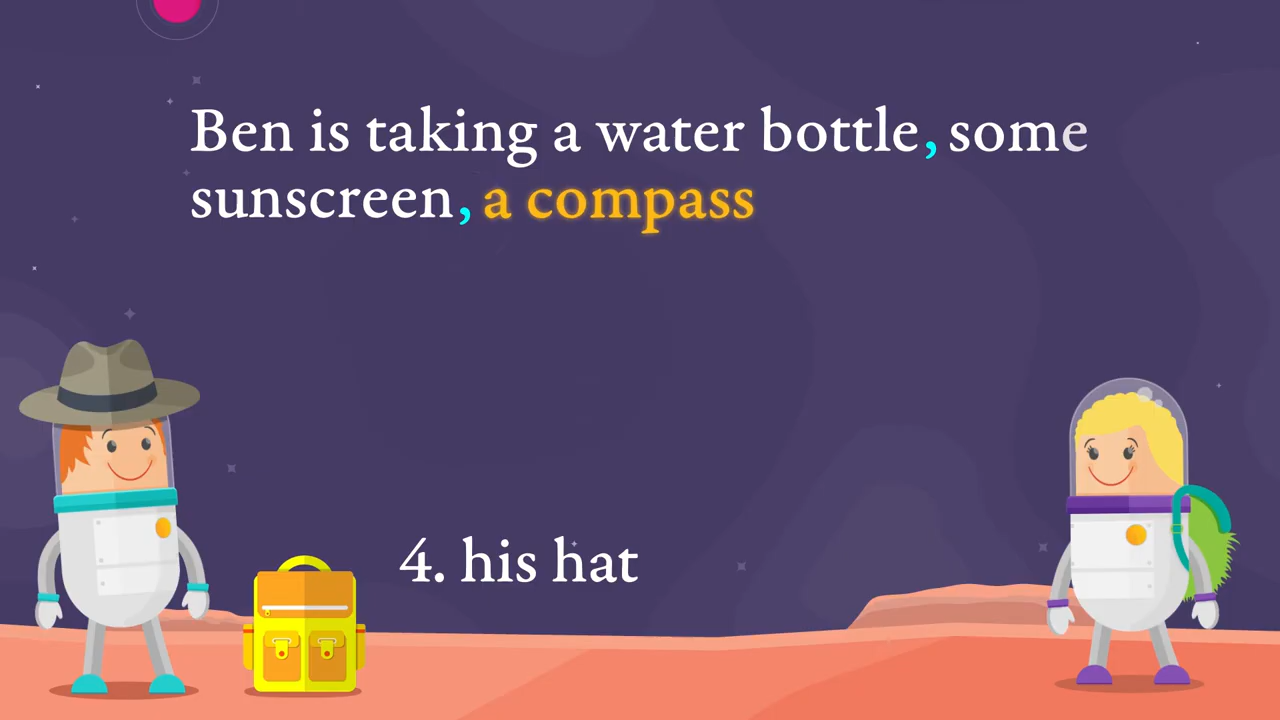 Ben is taking a water bottle, some
sunscreen, a compass
4. his hat